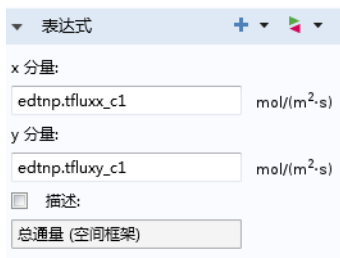 表达式
x 分量:
edtnp.tfluxx_c1 mol/(m²·s)
y 分量:
edtnp.tfluxy_c1 mol/(m²·s)
描述:
总通量 (空间框架)